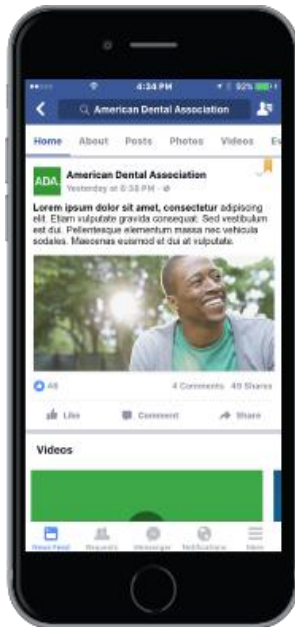 4:34 PM
92%
American Dental Association
Home About Posts Photos Videos
ADA. American Dental Association
Yesterday at 6:38 PM
Lorem ipsum dolor sit amet, consectetur adipiscing
elit. Etiam vulputate gravida consequat. Sed vestibulum
est dui. Pellentesque elementum massa nec vehicula
sodales. Maecenas euismod et dui at vulputate.
4 Comments 49 Shares
Like Comment Share
Videos
News Feed Requests Messenger Notifications More